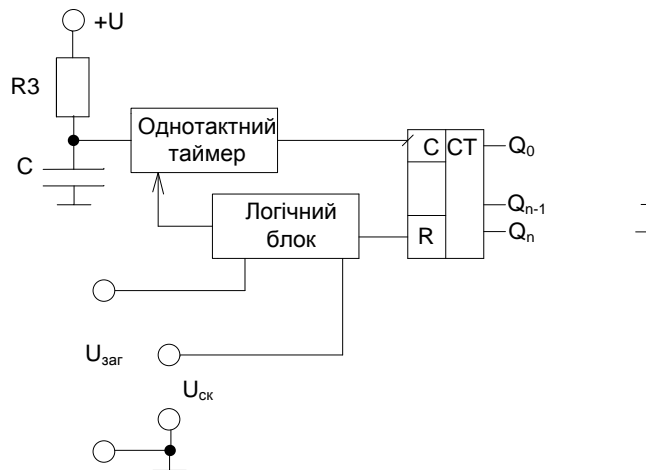 +U
R3
Однотактний
таймер
C
C CT
Q0
Логічний
блок
Qn-1
R
Qn
Uзаг
Uск